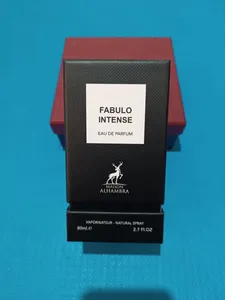 FABULO
INTENSE
EAU DE PARFUM
MAISON
ALHAMBRA
VAPORISATEUR - NATURAL SPRAY
80ml ℮ 2.7 fl.OZ